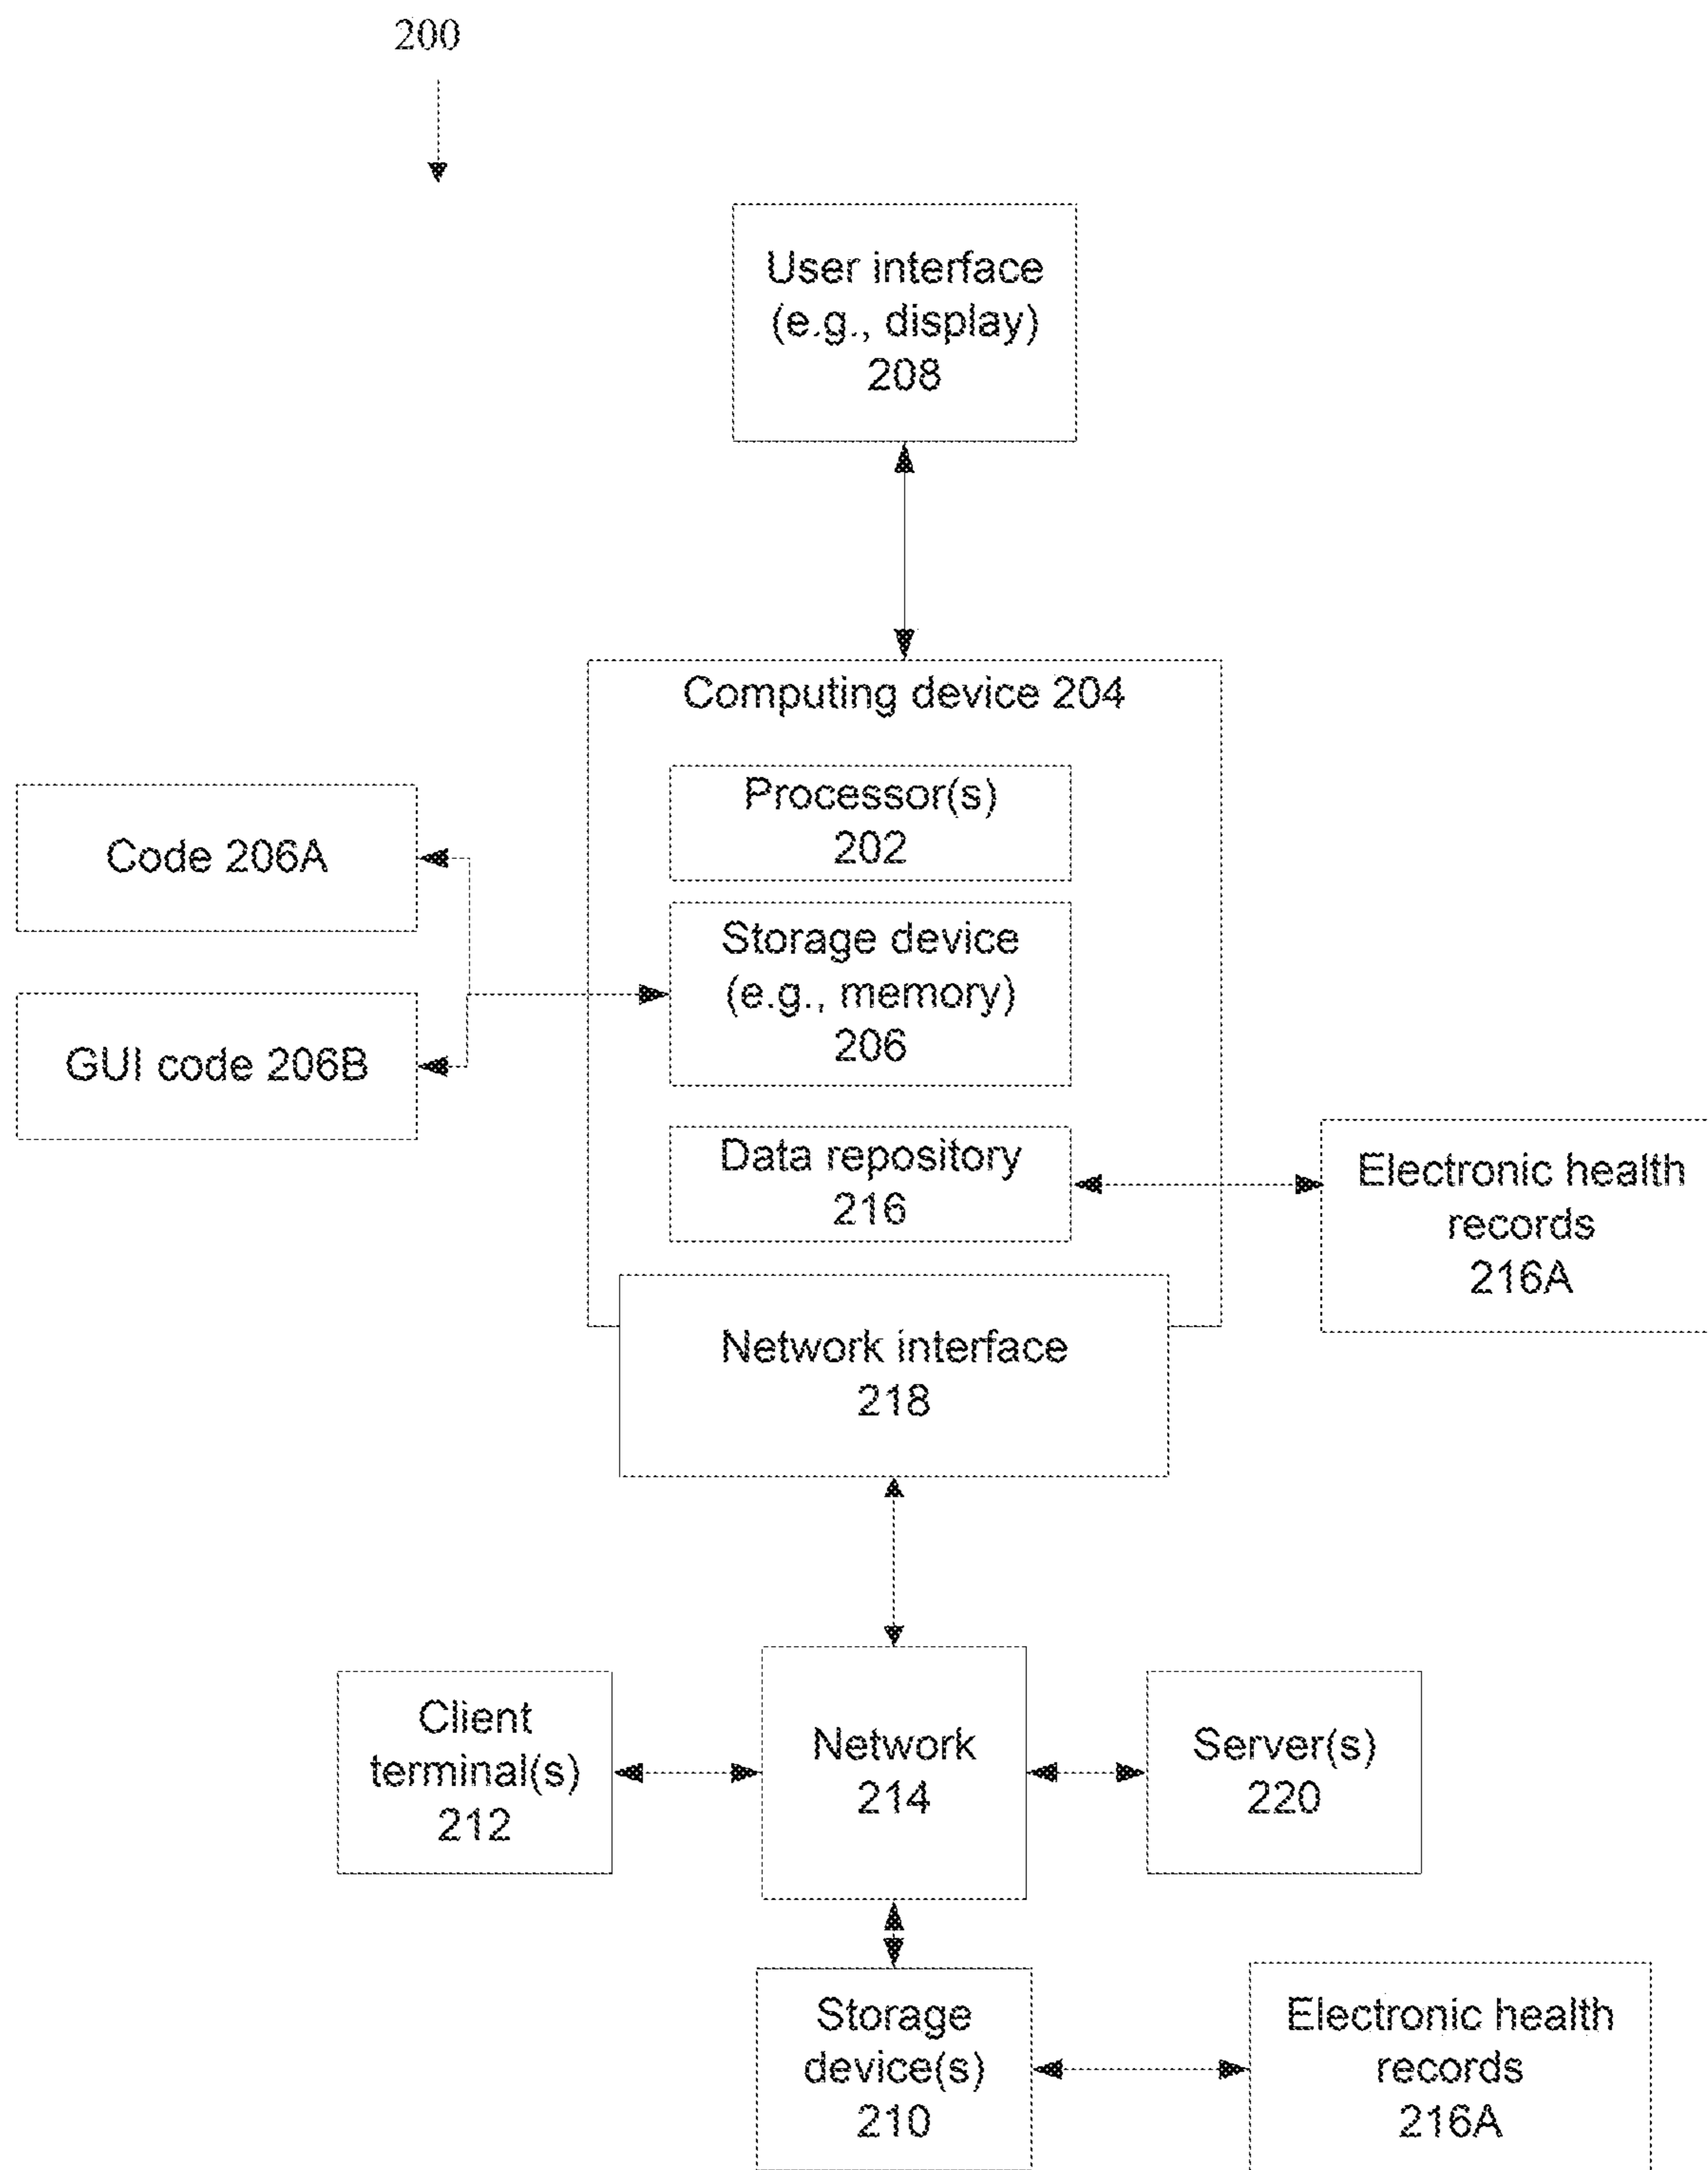 200
User interface
(e.g., display)
208
Computing device 204
Processor(s)
202
Code 206A
Storage device
(e.g., memory)
206
GUI code 206B
Data repository
216
Electronic health
records
216A
Network interface
218
Client
terminal(s)
212
Network
214
Server(s)
220
Storage
device(s)
210
Electronic health
records
216A